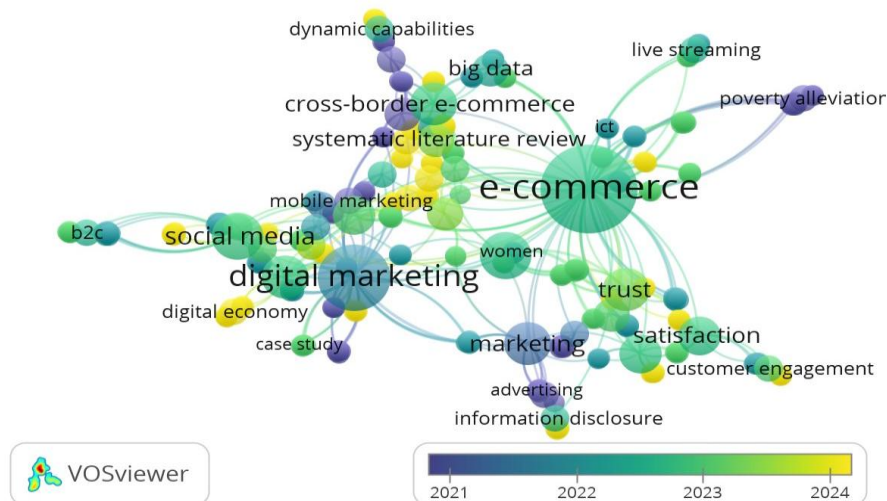 dynamic capabilities
live streaming
big data
poverty alleviation
cross-border e-commerce
ict
systematic literature review
e-commerce
mobile marketing
b2c
social media
women
digital marketing
trust
digital economy
case study
marketing
satisfaction
customer engagement
advertising
information disclosure
VOSviewer
2021 2022 2023 2024